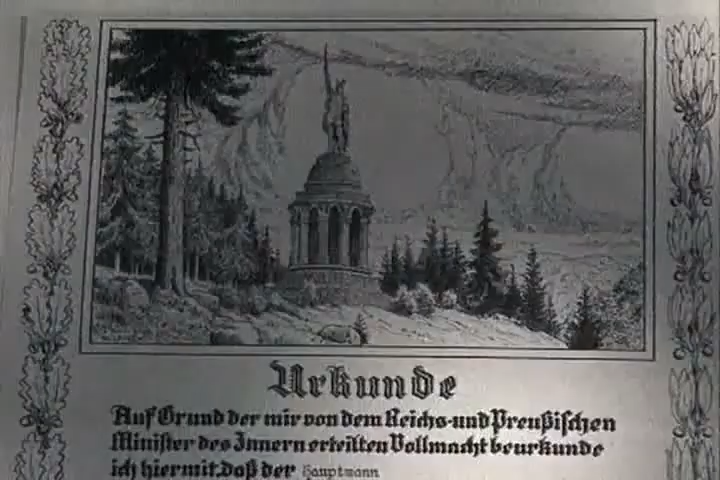 Urkunde
Auf Grund der mir von dem Reichs- und Preußischen
Minister des Innern erteilten Vollmacht beurkunde
ich hiermit, daß der Hauptmann